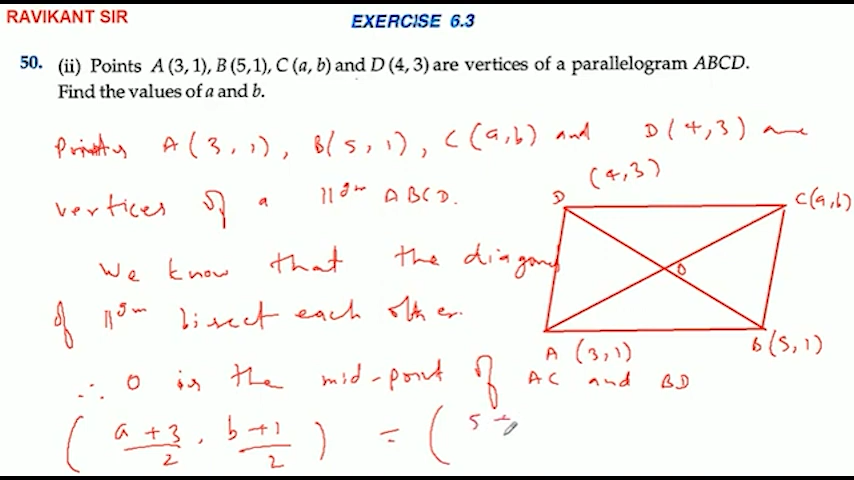 RAVIKANT SIR
EXERCISE 6.3
50. (ii) Points A (3, 1), B (5, 1), C (a, b) and D (4, 3) are vertices of a parallelogram ABCD.
Find the values of a and b.
Points A (3, 1), B(5, 1), C(a,b) and D(4,3) are
vertices of a ||gm ABCD.
We know that the diagonal
of ||gm bisect each other.
∴ O is the mid-point of AC and BD
( a+3/2 , b+1/2 ) = ( 5+
(4,3)
D
C(a,b)
O
A (3,1)
B(5,1)